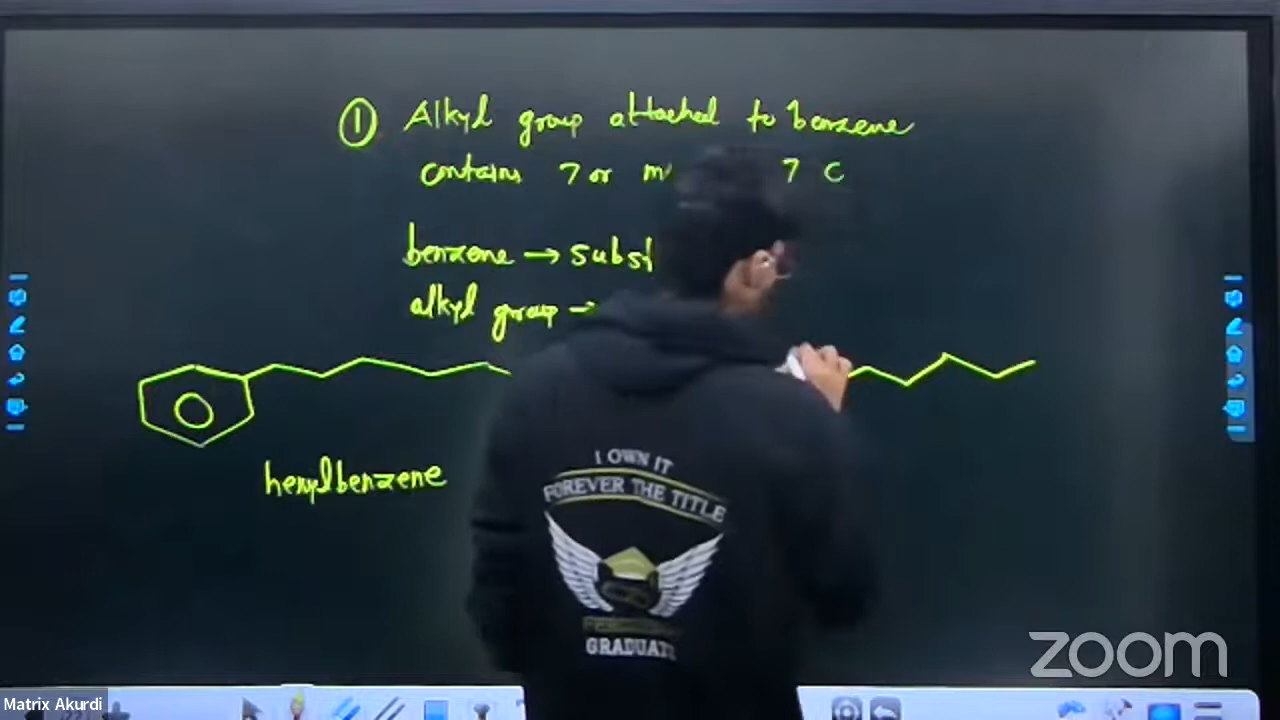 ① Alkyl group attached to benzene
contains 7 or 7 C
benzene → subst
alkyl group →
hexylbenzene
I OWN IT
FOREVER THE TITLE
GRADUATE
zoom
Matrix Akurdi